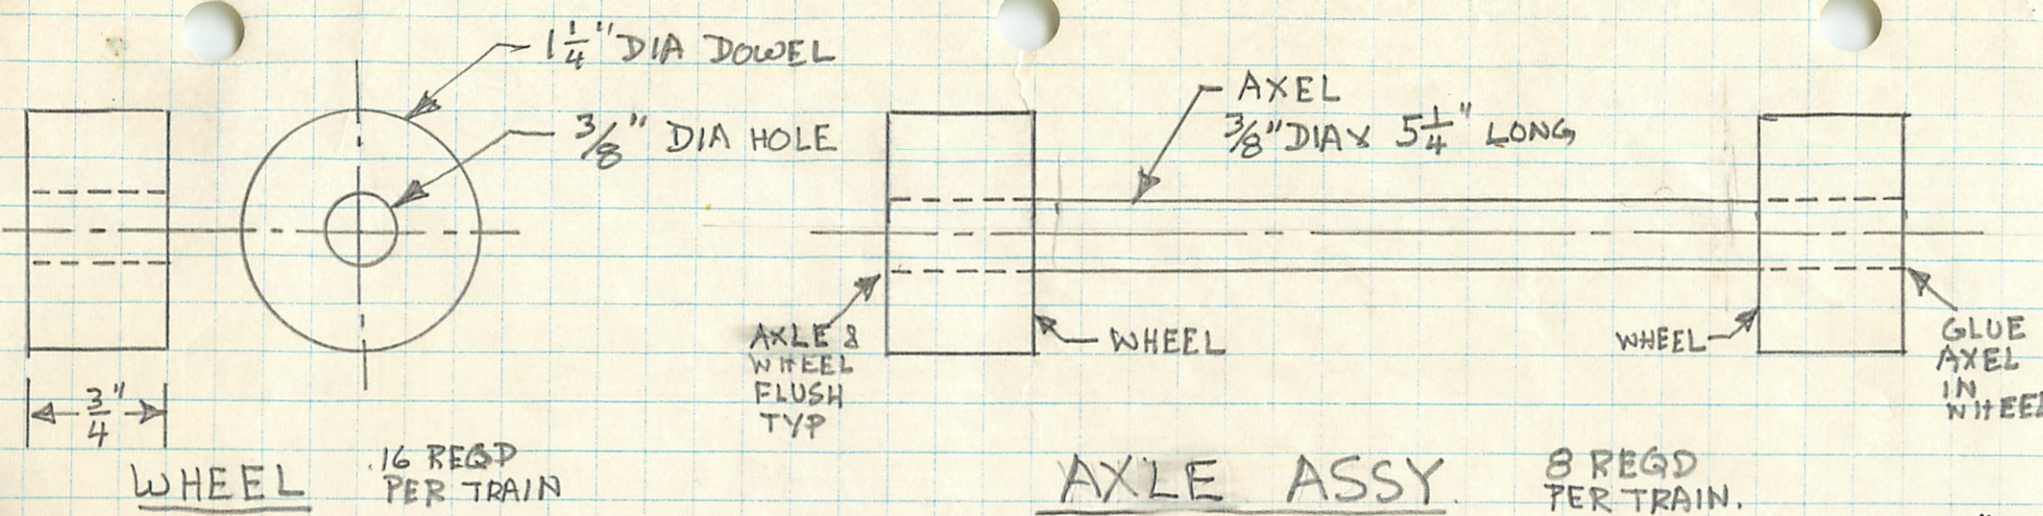 1 1/4" DIA DOWEL
3/8" DIA HOLE
3/4"
WHEEL
16 REQD
PER TRAIN
AXEL
3/8" DIA X 5 1/4" LONG
AXLE &
WHEEL
FLUSH
TYP
WHEEL
WHEEL
GLUE
AXEL
IN
WHEEL
AXLE ASSY.
8 REQD
PER TRAIN.